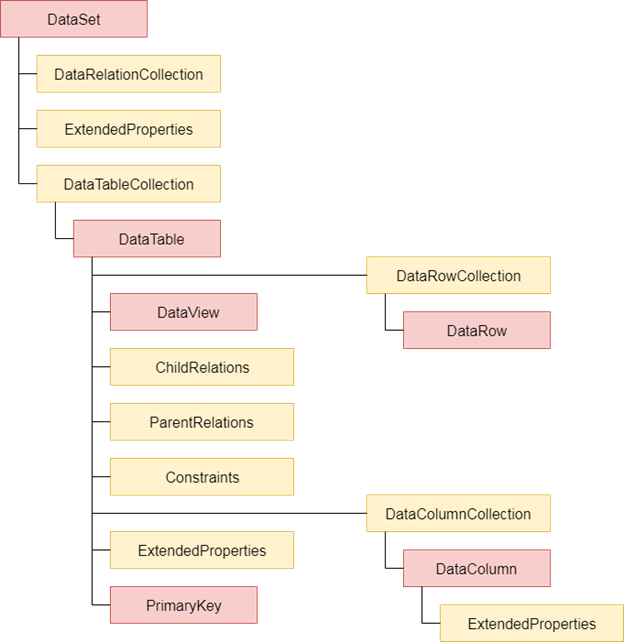 DataSet
DataRelationCollection
ExtendedProperties
DataTableCollection
DataTable
DataRowCollection
DataView
DataRow
ChildRelations
ParentRelations
Constraints
DataColumnCollection
ExtendedProperties
DataColumn
PrimaryKey
ExtendedProperties